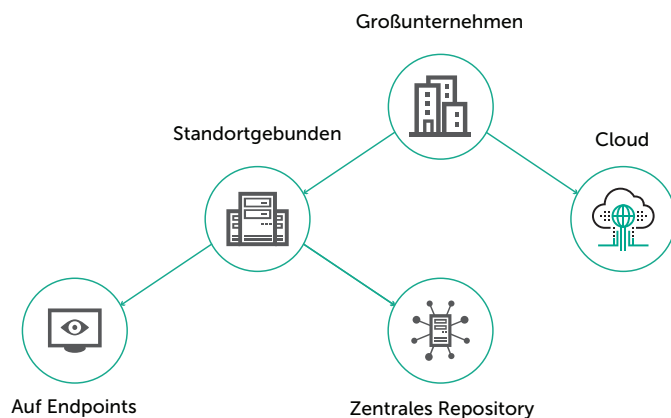 Großunternehmen
Standortgebunden
Cloud
Auf Endpoints
Zentrales Repository